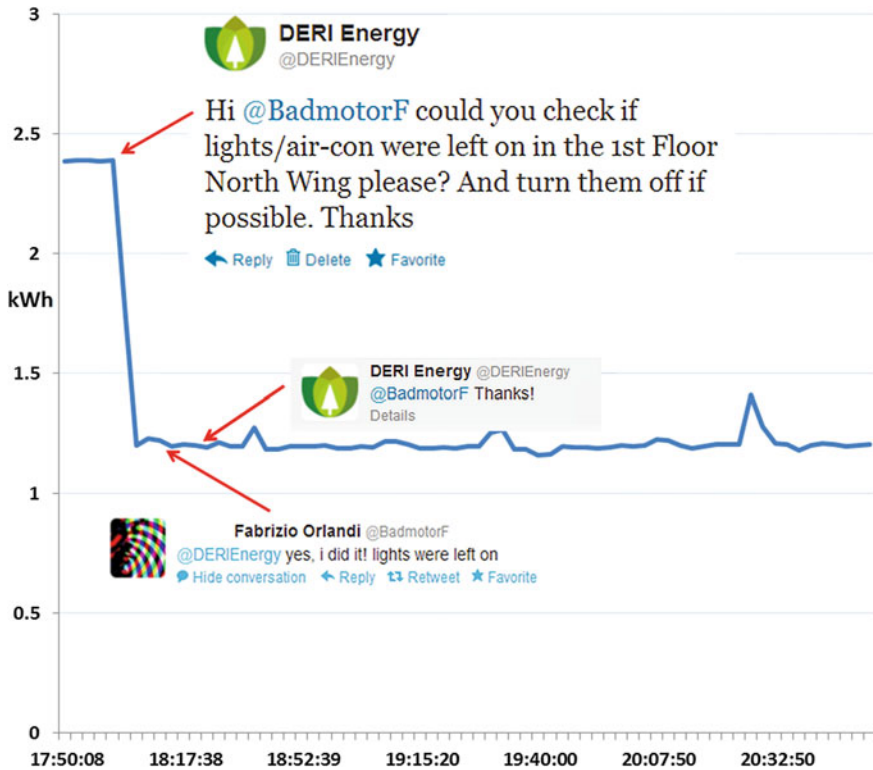 3
DERI Energy
@DERIEnergy
Hi @BadmotorF could you check if
lights/air-con were left on in the 1st Floor
North Wing please? And turn them off if
possible. Thanks
Reply Delete Favorite
2.5
2
kWh
1.5
DERI Energy @DERIEnergy
@BadmotorF Thanks!
Details
1
Fabrizio Orlandi @BadmotorF
@DERIEnergy yes, i did it! lights were left on
Hide conversation Reply Retweet Favorite
0.5
0
17:50:08 18:17:38 18:52:39 19:15:20 19:40:00 20:07:50 20:32:50